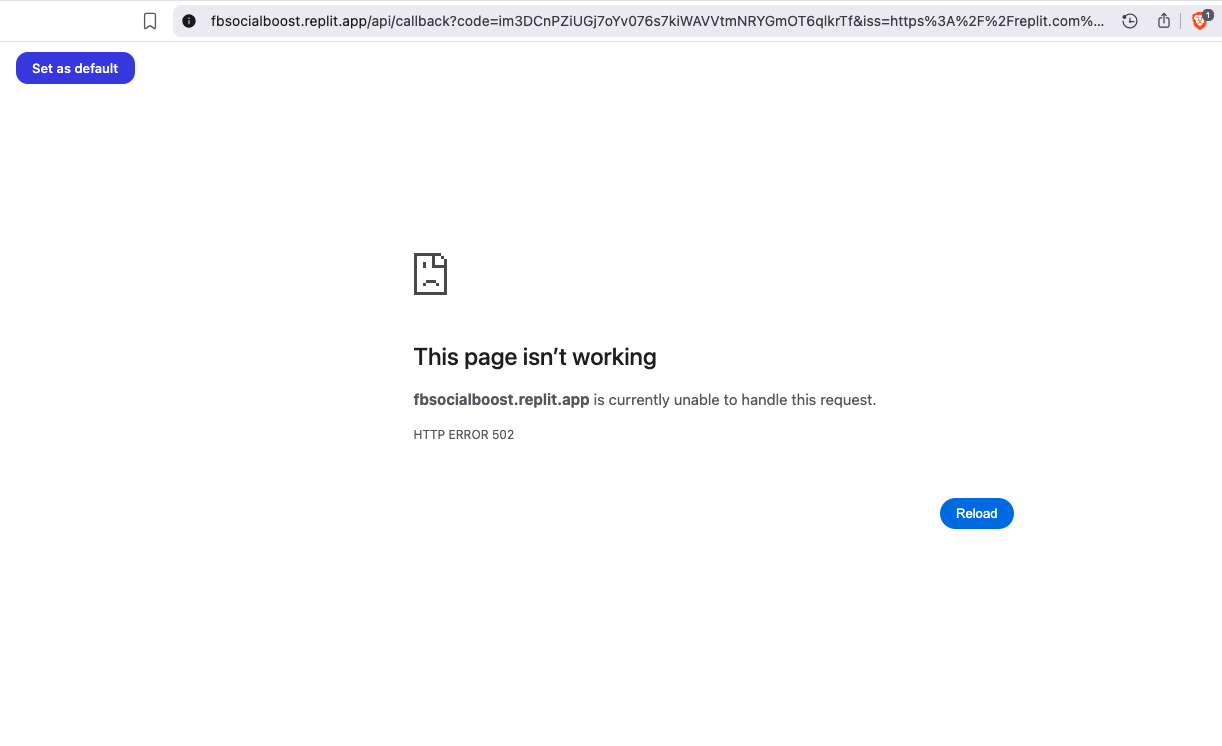 fbsocialboost.replit.app/api/callback?code=im3DCnPZiUGj7oYv076s7kiWAVVtmNRYGmOT6qlkrTf&iss=https%3A%2F%2Freplit.com%...
1
Set as default
This page isn’t working
fbsocialboost.replit.app is currently unable to handle this request.
HTTP ERROR 502
Reload